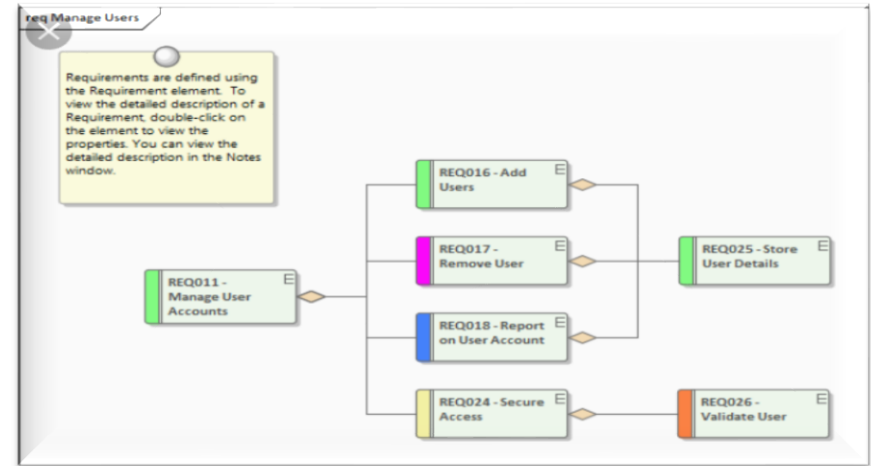 req Manage Users
Requirements are defined using
the Requirement element. To
view the detailed description of a
Requirement, double-click on
the element to view the
properties. You can view the
detailed description in the Notes
window.
REQ016 - Add
Users
REQ017 -
Remove User
REQ025 - Store
User Details
REQ011 -
Manage User
Accounts
REQ018 - Report
on User Account
REQ024 - Secure
Access
REQ026 -
Validate User